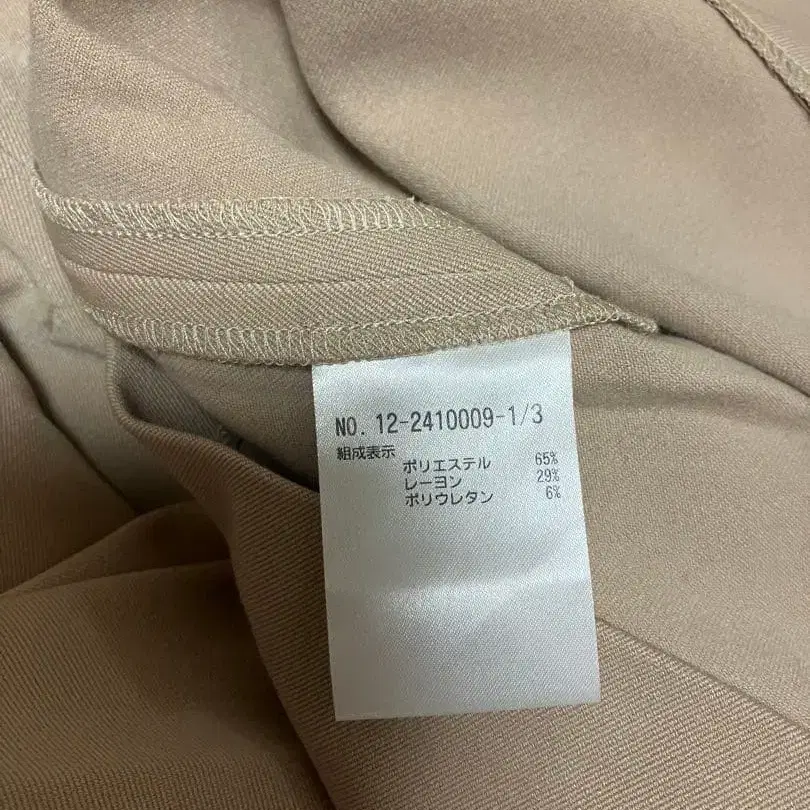 NO. 12-2410009-1/3
組成表示
ポリエステル 65%
レーヨン 29%
ポリウレタン 6%